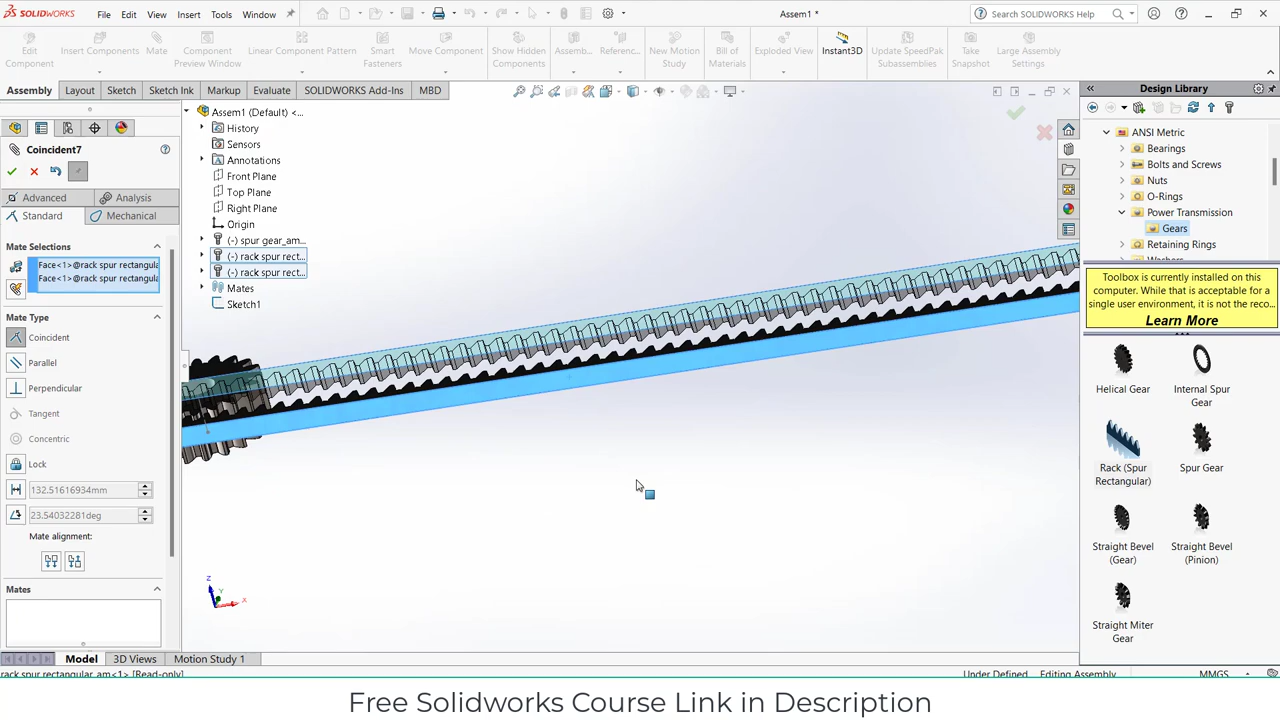 SOLIDWORKS File Edit View Insert Tools Window Assem1 * Search SOLIDWORKS Help
Edit Component Insert Components Mate Component Preview Window Linear Component Pattern Smart Fasteners Move Component Show Hidden Components Assemb... Referenc... New Motion Study Bill of Materials Exploded View Instant3D Update SpeedPak Subassemblies Take Snapshot Large Assembly Settings
Assembly Layout Sketch Sketch Ink Markup Evaluate SOLIDWORKS Add-Ins MBD
Coincident7
Advanced Analysis
Standard Mechanical
Mate Selections
Face<1>@rack spur rectangula
Face<1>@rack spur rectangula
Mate Type
Coincident
Parallel
Perpendicular
Tangent
Concentric
Lock
132.51616934mm
23.54032281deg
Mate alignment:
Mates
Assem1 (Default) <...
History
Sensors
Annotations
Front Plane
Top Plane
Right Plane
Origin
(-) spur gear_am...
(-) rack spur rect...
(-) rack spur rect...
Mates
Sketch1
Z
Y
X
Design Library
ANSI Metric
Bearings
Bolts and Screws
Nuts
O-Rings
Power Transmission
Gears
Retaining Rings
Toolbox is currently installed on this
computer. While that is acceptable for a
single user environment, it is not the reco...
Learn More
Helical Gear
Internal Spur Gear
Rack (Spur Rectangular)
Spur Gear
Straight Bevel (Gear)
Straight Bevel (Pinion)
Straight Miter Gear
Model 3D Views Motion Study 1
rack spur rectangular_am<1> [Read-only] Under Defined Editing Assembly MMGS
Free Solidworks Course Link in Description